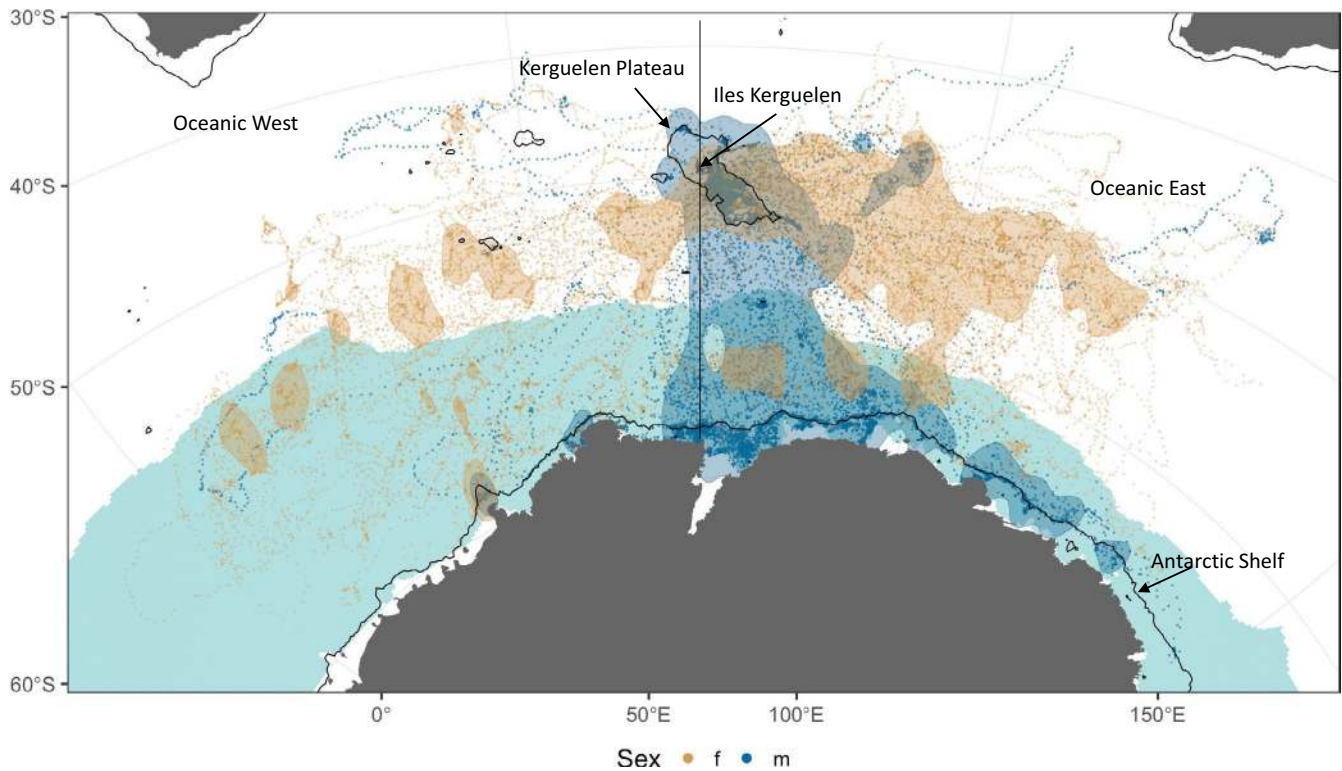 30°S
Kerguelen Plateau
Iles Kerguelen
Oceanic West
40°S
Oceanic East
50°S
Antarctic Shelf
60°S
0°
50°E
100°E
150°E
Sex f m